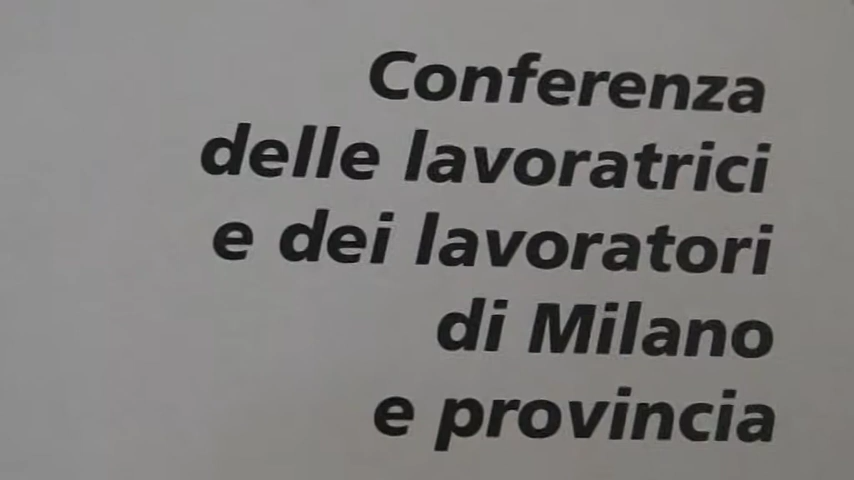 Conferenza
delle lavoratrici
e dei lavoratori
di Milano
e provincia